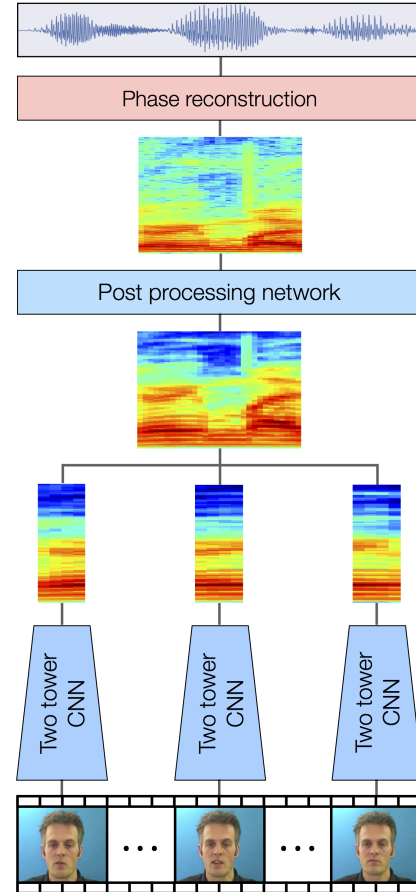 Phase reconstruction
Post processing network
Two tower
CNN
Two tower
CNN
Two tower
CNN